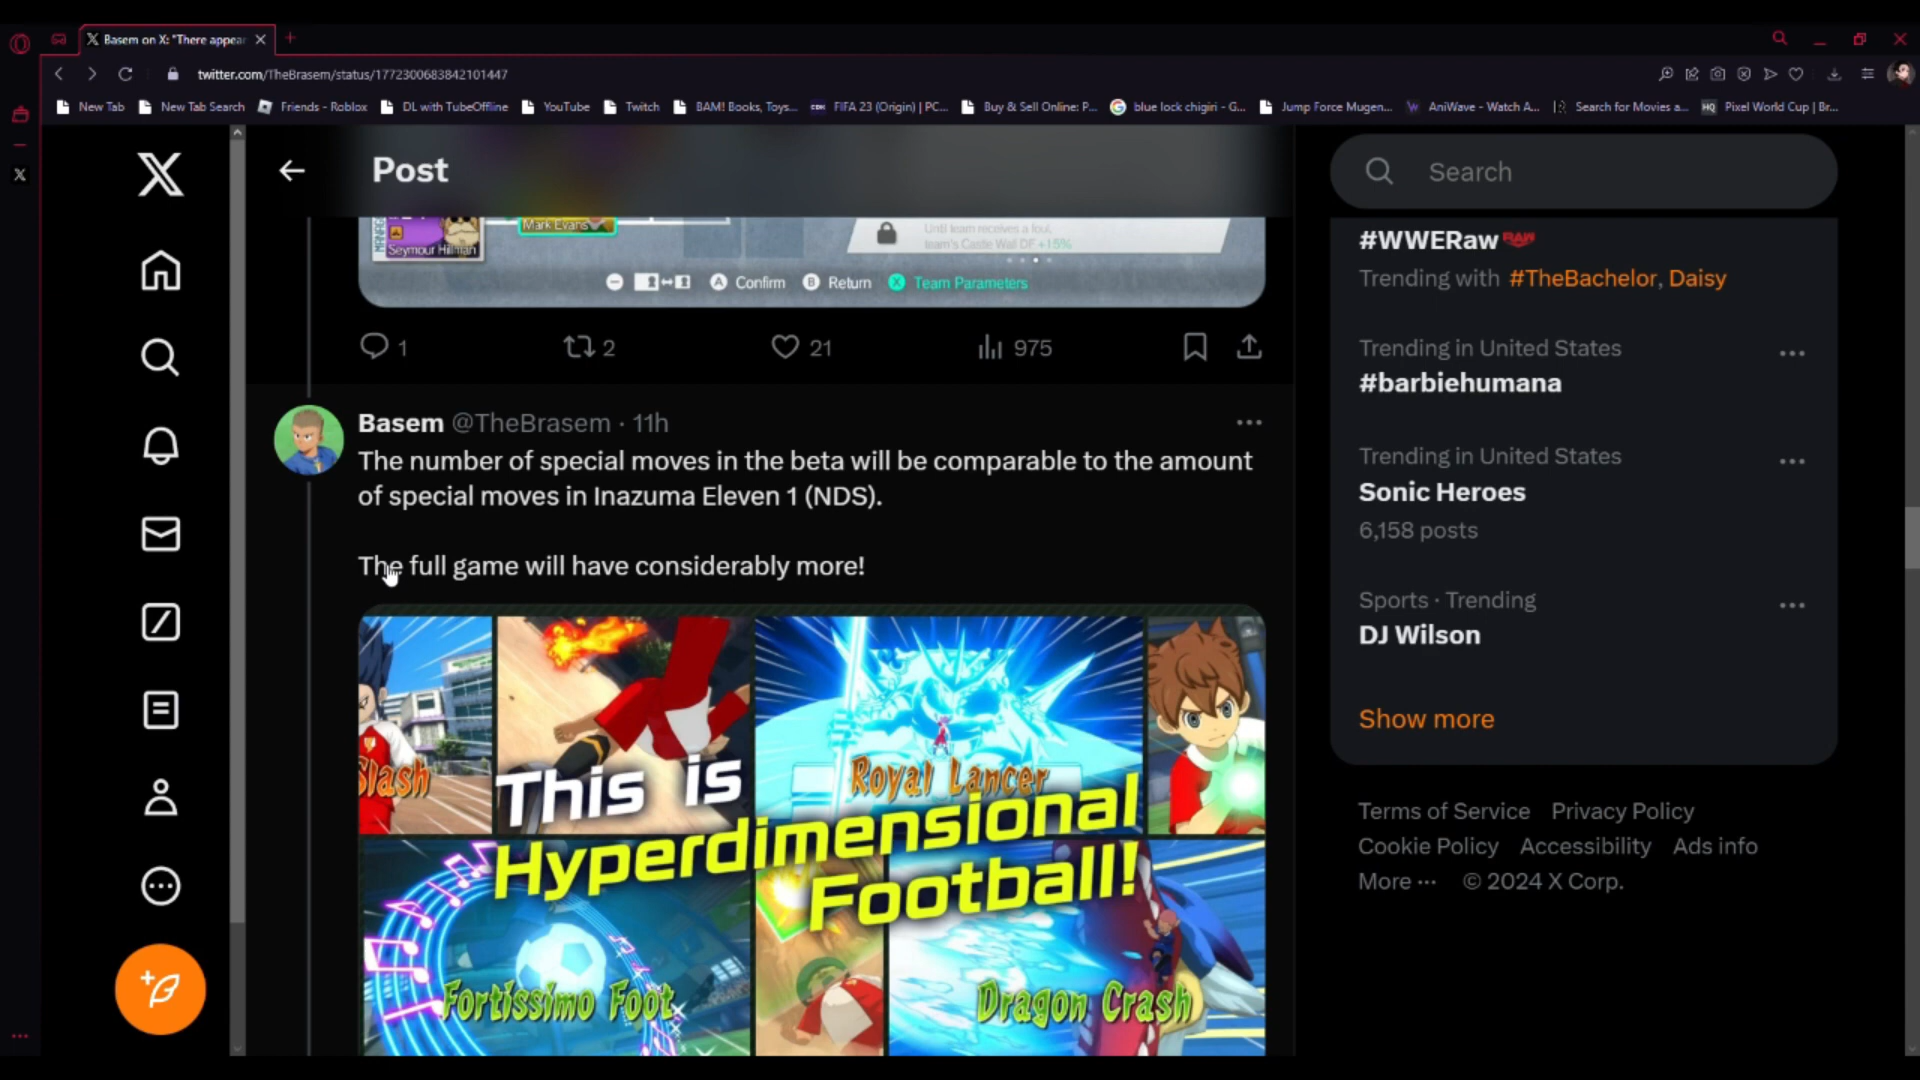 Basem on X: "There appear
twitter.com/TheBrasem/status/1772300683842101447
New Tab
New Tab Search
Friends - Roblox
DL with TubeOffline
YouTube
Twitch
BAM! Books, Toys...
FIFA 23 (Origin) | PC...
Buy & Sell Online: P...
blue lock chigiri - G...
Jump Force Mugen...
AniWave - Watch A...
Search for Movies a...
HQ
Pixel World Cup | Br...
Post
Search
Mark Evans
Seymour Hillman
Until team receives a foul,
team's Castle Wall DF +15%
A Confirm B Return X Team Parameters
1
2
21
975
Basem @TheBrasem · 11h
The number of special moves in the beta will be comparable to the amount
of special moves in Inazuma Eleven 1 (NDS).
The full game will have considerably more!
Slash
Royal Lancer
This is
Hyperdimensional
Football!
Fortissimo Foot
Dragon Crash
#WWERaw RAW
Trending with #TheBachelor, Daisy
Trending in United States
#barbiehumana
Trending in United States
Sonic Heroes
6,158 posts
Sports · Trending
DJ Wilson
Show more
Terms of Service Privacy Policy
Cookie Policy Accessibility Ads info
More ··· © 2024 X Corp.